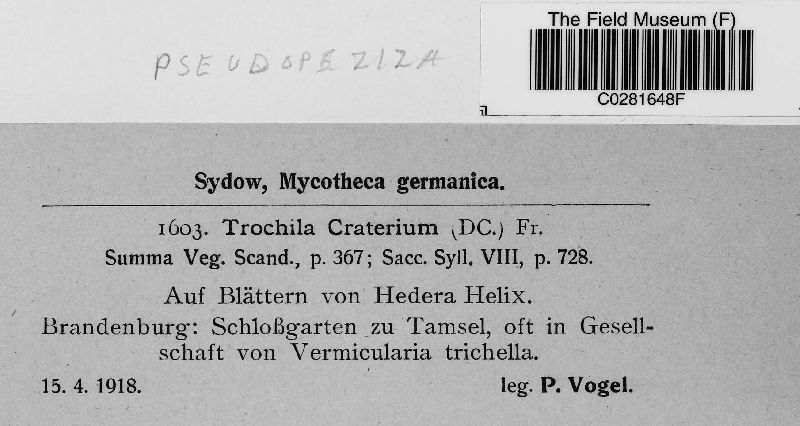 The Field Museum (F)
C0281648F
PSEUDOPEZIZA
Sydow, Mycotheca germanica.
1603. Trochila Craterium (DC.) Fr.
Summa Veg. Scand., p. 367; Sacc. Syll. VIII, p. 728.
Auf Blättern von Hedera Helix.
Brandenburg: Schloßgarten zu Tamsel, oft in Gesell-
schaft von Vermicularia trichella.
15. 4. 1918. leg. P. Vogel.